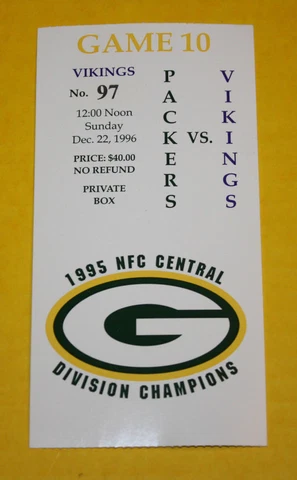 GAME 10
VIKINGS
No. 97
12:00 Noon
Sunday
Dec. 22, 1996
PRICE: $40.00
NO REFUND
PRIVATE
BOX
PACKERS
VS.
VIKINGS
1995 NFC CENTRAL
G
DIVISION CHAMPIONS